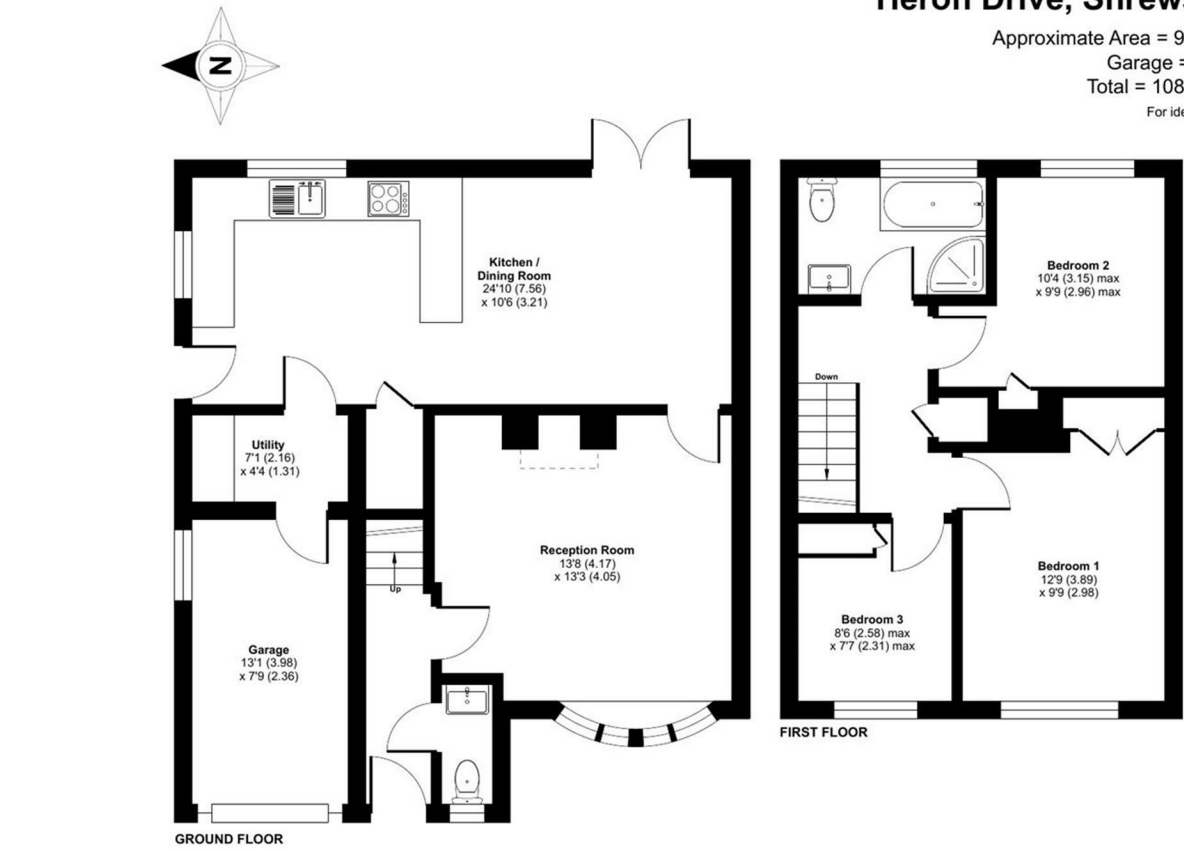 Heron Drive, Shrews
Approximate Area = 9
Garage =
Total = 108
For ide
N
Kitchen /
Dining Room
24'10 (7.56)
x 10'6 (3.21)
Utility
7'1 (2.16)
x 4'4 (1.31)
Up
Reception Room
13'8 (4.17)
x 13'3 (4.05)
Garage
13'1 (3.98)
x 7'9 (2.36)
GROUND FLOOR
Bedroom 2
10'4 (3.15) max
x 9'9 (2.96) max
Down
Bedroom 1
12'9 (3.89)
x 9'9 (2.98)
Bedroom 3
8'6 (2.58) max
x 7'7 (2.31) max
FIRST FLOOR